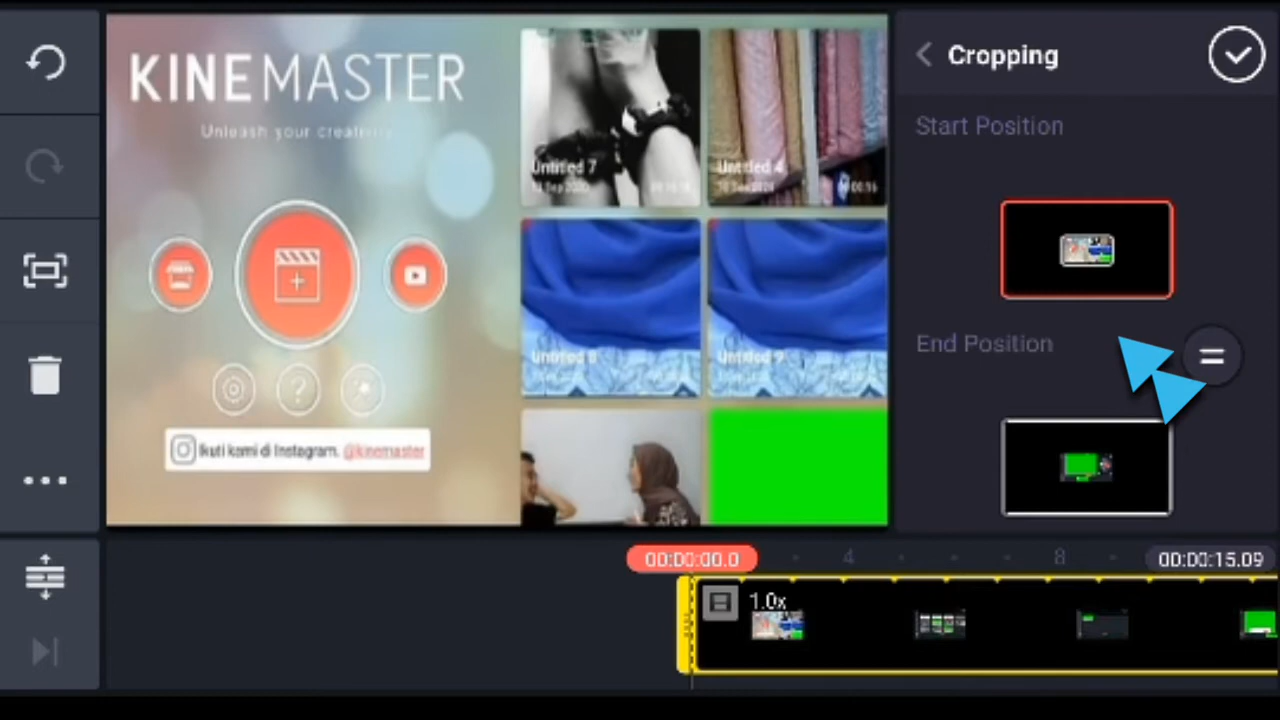 KINEMASTER
Unleash your creativity
Untitled 7
Untitled 4
Untitled 8
Untitled 9
Ikuti kami di Instagram. @kinemaster
Cropping
Start Position
End Position
=
00:00:00.0
4
8
00:00:15.09
1.0x